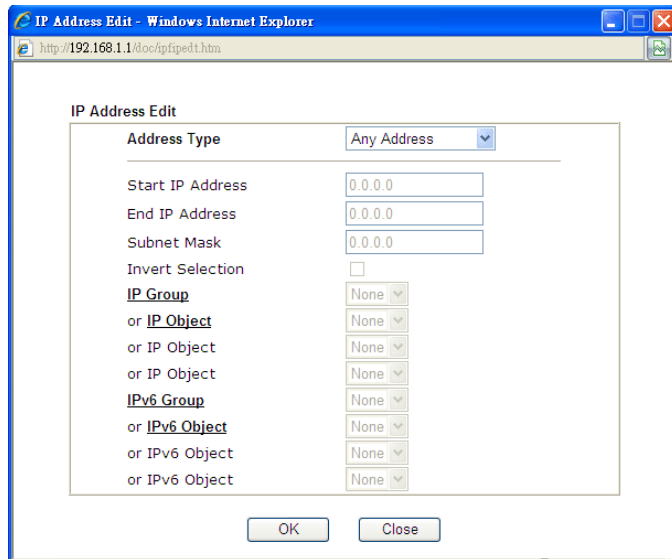 IP Address Edit - Windows Internet Explorer
http://192.168.1.1/doc/ipfipedt.htm
IP Address Edit
Address Type Any Address
Start IP Address 0.0.0.0
End IP Address 0.0.0.0
Subnet Mask 0.0.0.0
Invert Selection
IP Group None
or IP Object None
or IP Object None
or IP Object None
IPv6 Group None
or IPv6 Object None
or IPv6 Object None
or IPv6 Object None
OK Close